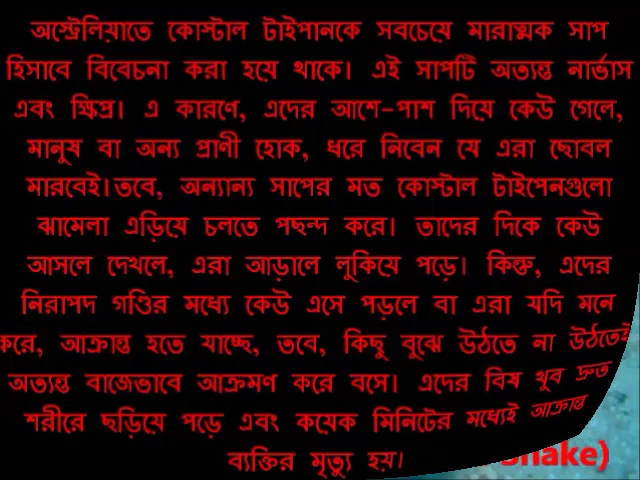 অস্ট্রেলিয়াতে কোস্টাল টাইপানকে সবচেয়ে মারাত্মক সাপ
হিসাবে বিবেচনা করা হয়ে থাকে। এই সাপটি অত্যন্ত নার্ভাস
এবং ক্ষিপ্র। এ কারণে, এদের আশে-পাশ দিয়ে কেউ গেলে,
মানুষ বা অন্য প্রাণী হোক, ধরে নিবেন যে এরা ছোবল
মারবেই। তবে, অন্যান্য সাপের মত কোস্টাল টাইপেনগুলো
ঝামেলা এড়িয়ে চলতে পছন্দ করে। তাদের দিকে কেউ
আসলে দেখলে, এরা আড়ালে লুকিয়ে পড়ে। কিন্তু, এদের
নিরাপদ গণ্ডির মধ্যে কেউ এসে পড়লে বা এরা যদি মনে
করে, আক্রান্ত হতে যাচ্ছে, তবে, কিছু বুঝে উঠতে না উঠতেই
অত্যন্ত বাজেভাবে আক্রমণ করে বসে। এদের বিষ খুব দ্রুত
শরীরে ছড়িয়ে পড়ে এবং কয়েক মিনিটের মধ্যেই আক্রান্ত
ব্যক্তির মৃত্যু হয়।
Snake)